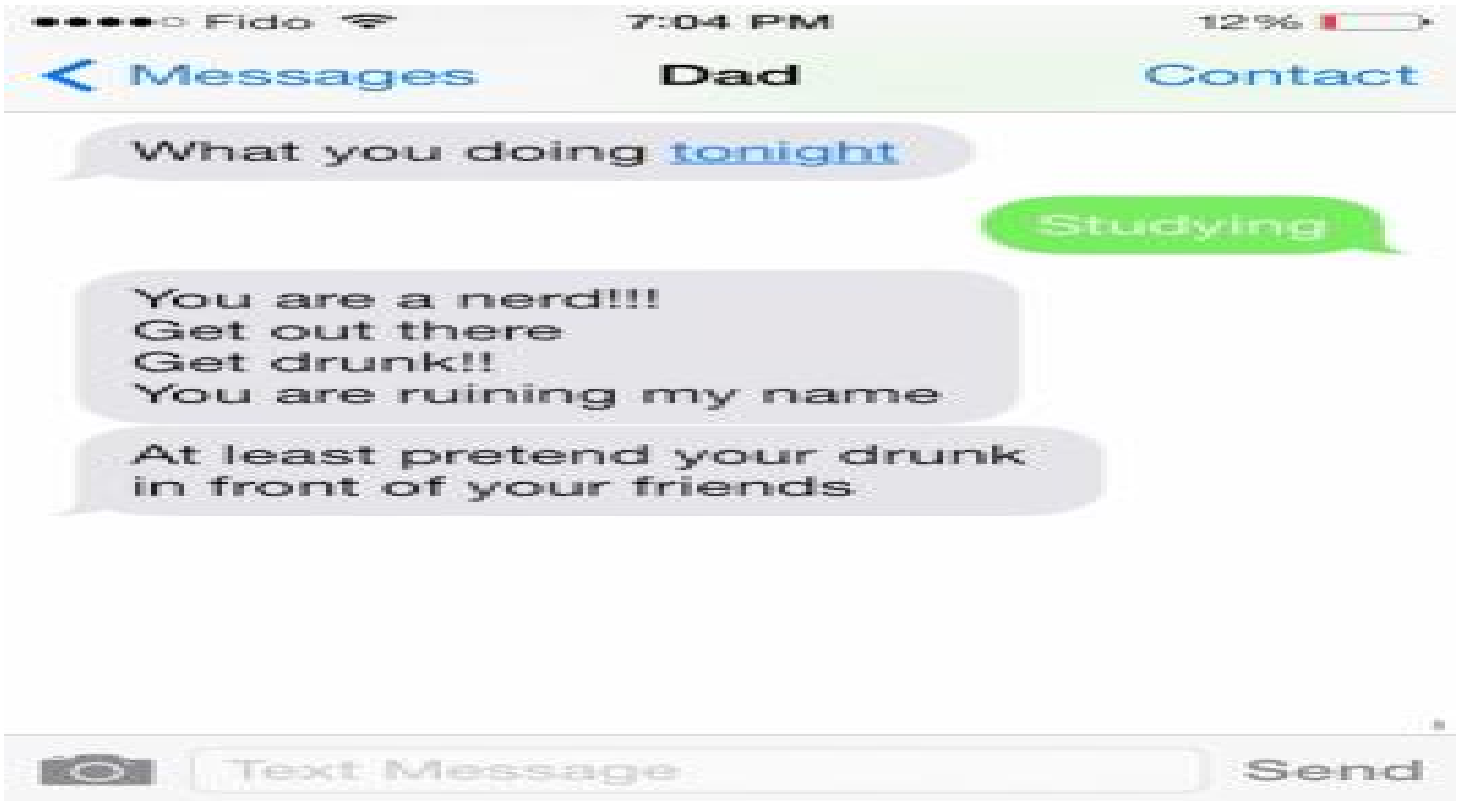 Fido 7:04 PM 12%
Messages Dad Contact
What you doing tonight
Studying
You are a nerd!!!
Get out there
Get drunk!!
You are ruining my name
At least pretend your drunk
in front of your friends
Text Message Send